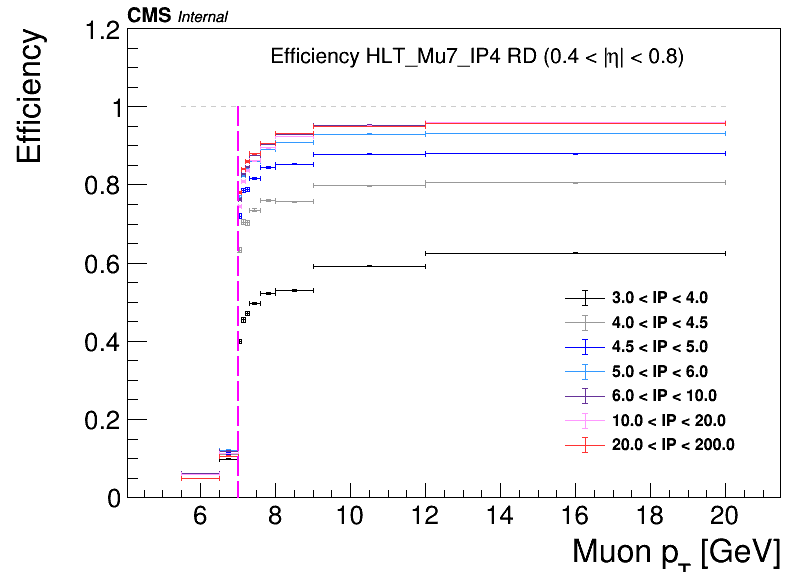 CMS Internal
Efficiency HLT_Mu7_IP4 RD (0.4 < |η| < 0.8)
Efficiency
1.2
1
0.8
0.6
0.4
0.2
0
3.0 < IP < 4.0
4.0 < IP < 4.5
4.5 < IP < 5.0
5.0 < IP < 6.0
6.0 < IP < 10.0
10.0 < IP < 20.0
20.0 < IP < 200.0
6 8 10 12 14 16 18 20
Muon p_T [GeV]